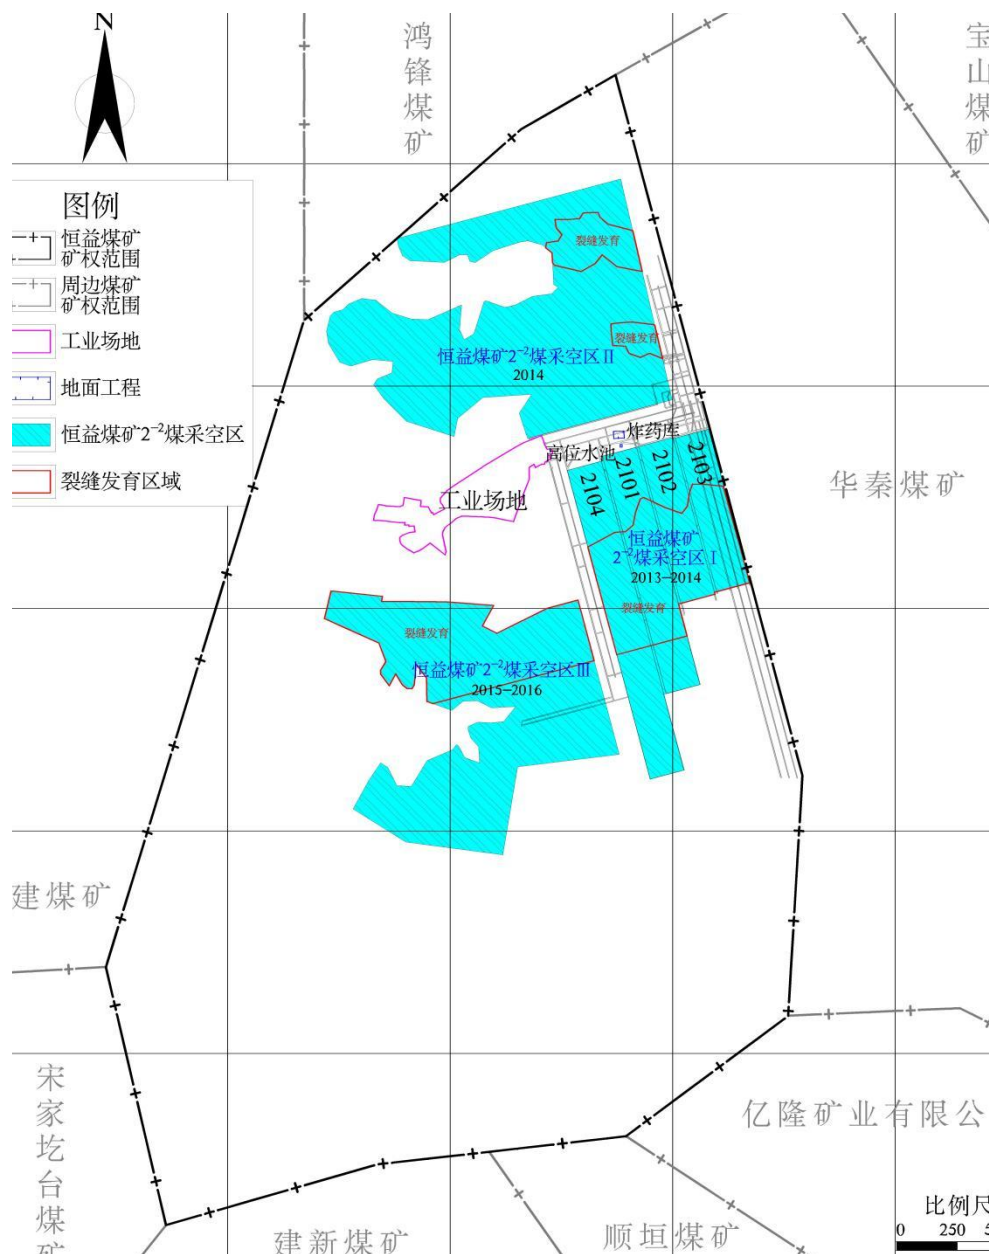 N
鸿锋煤矿
宝山煤矿
图例
恒益煤矿
矿权范围
周边煤矿
矿权范围
工业场地
地面工程
恒益煤矿2⁻²煤采空区
裂缝发育区域
裂缝发育
裂缝发育
恒益煤矿2⁻²煤采空区Ⅱ
2014
炸药库
高位水池
2104
2101
2102
2103
工业场地
华秦煤矿
恒益煤矿
2⁻²煤采空区Ⅰ
2013-2014
裂缝发育
裂缝发育
恒益煤矿2⁻²煤采空区Ⅲ
2015-2016
建煤矿
宋家圪台煤矿
亿隆矿业有限公
建新煤矿
顺垣煤矿
比例尺
0 250 5